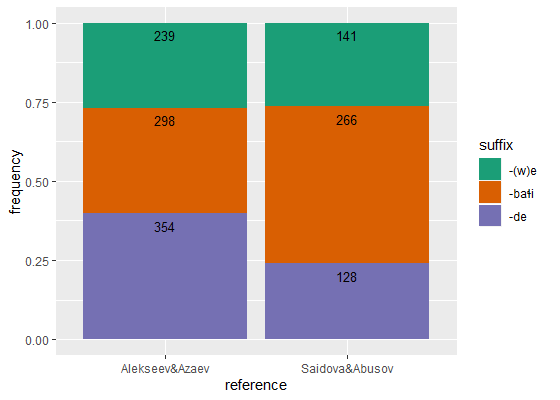 1.00
0.75
0.50
0.25
0.00
frequency
239
298
354
141
266
128
Alekseev&Azaev
Saidova&Abusov
reference
suffix
-(w)e
-baƛi
-de